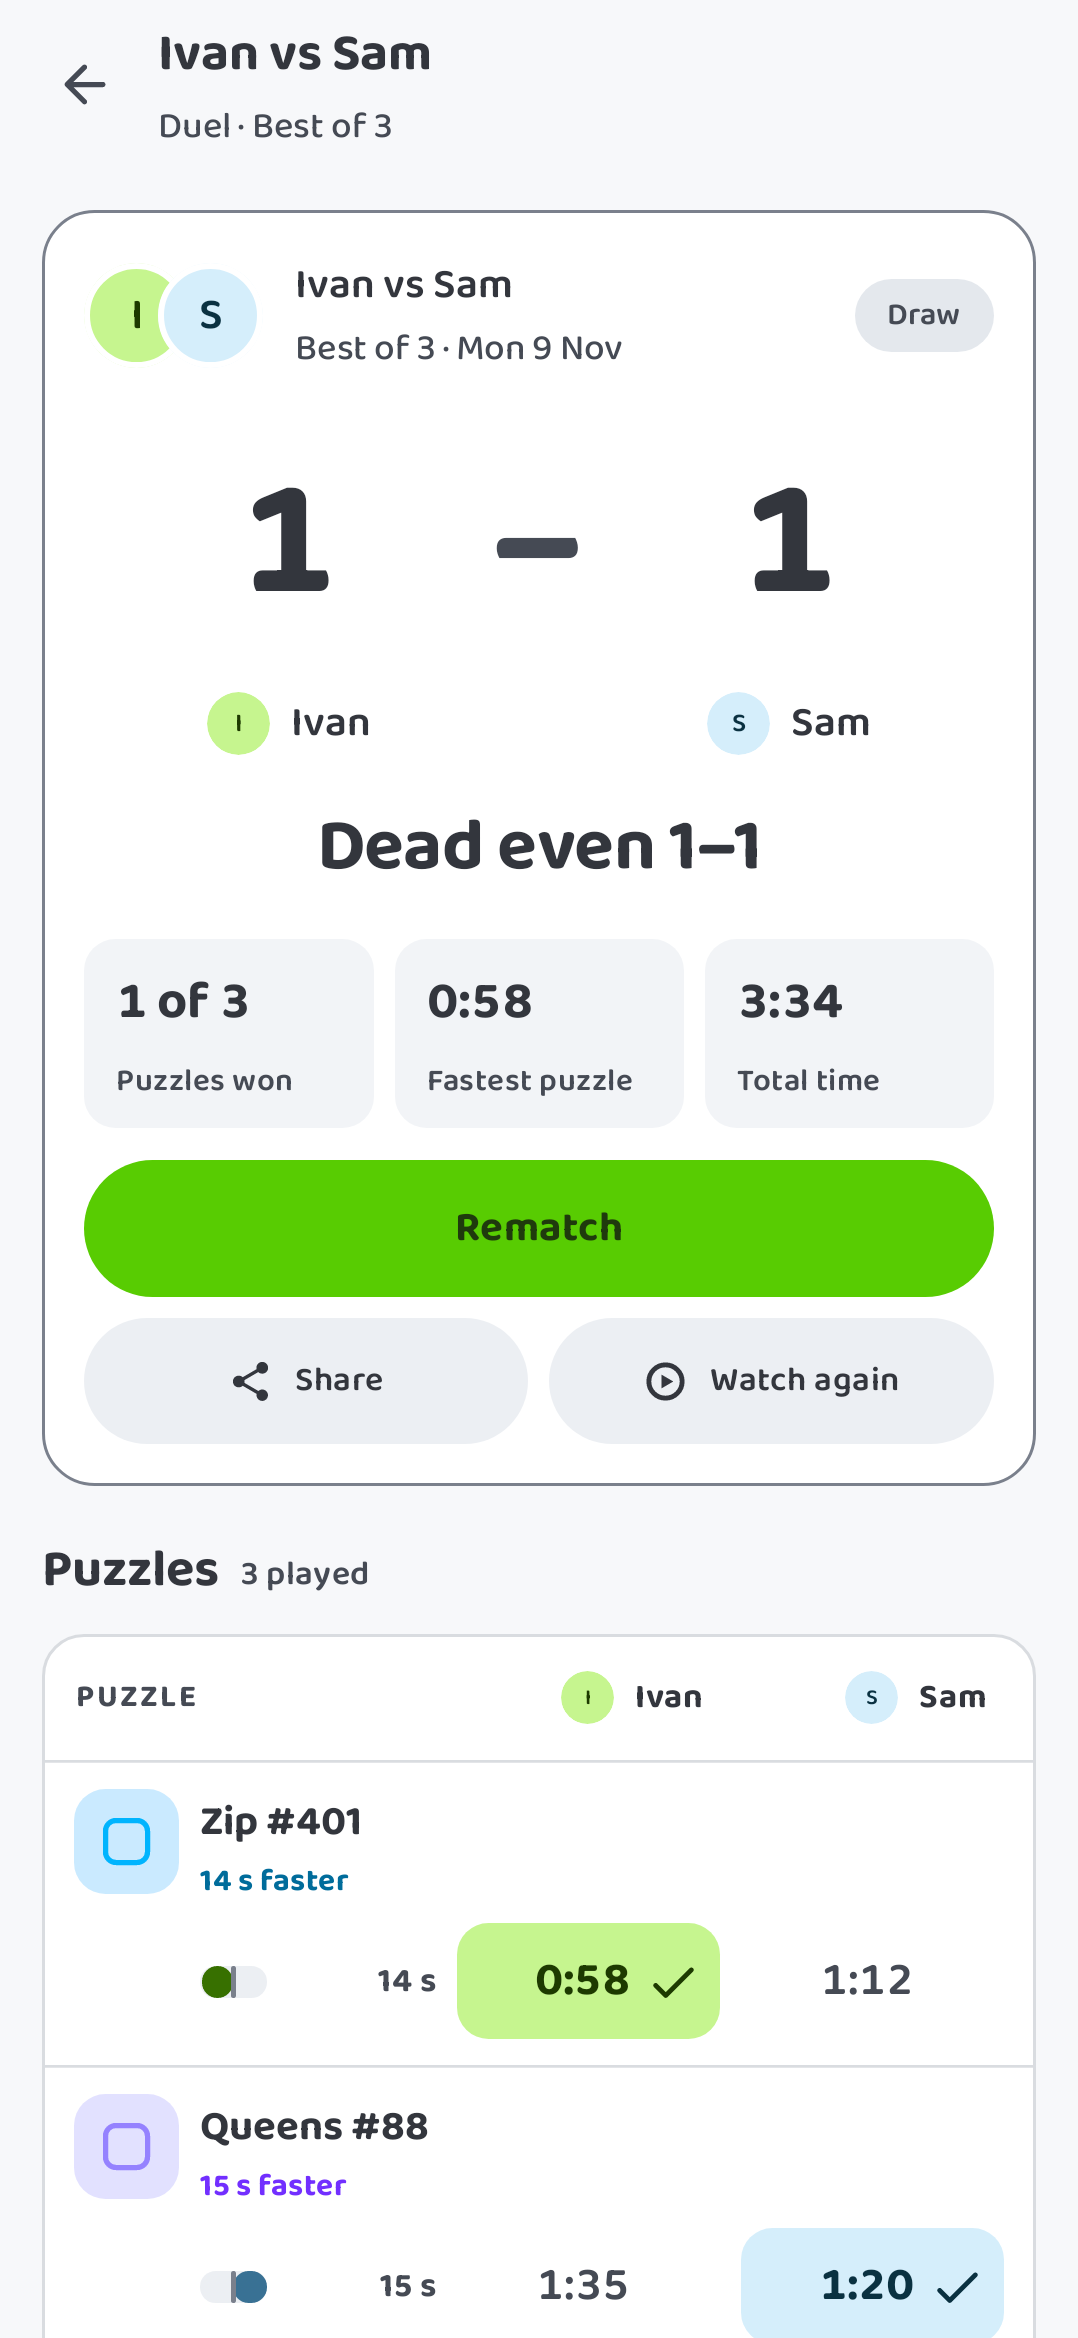 Ivan vs Sam
Duel · Best of 3
I S
Ivan vs Sam
Best of 3 · Mon 9 Nov
Draw
1 – 1
I Ivan
S Sam
Dead even 1–1
1 of 3
Puzzles won
0:58
Fastest puzzle
3:34
Total time
Rematch
Share
Watch again
Puzzles 3 played
PUZZLE I Ivan S Sam
Zip #401
14 s faster
14 s 0:58 1:12
Queens #88
15 s faster
15 s 1:35 1:20